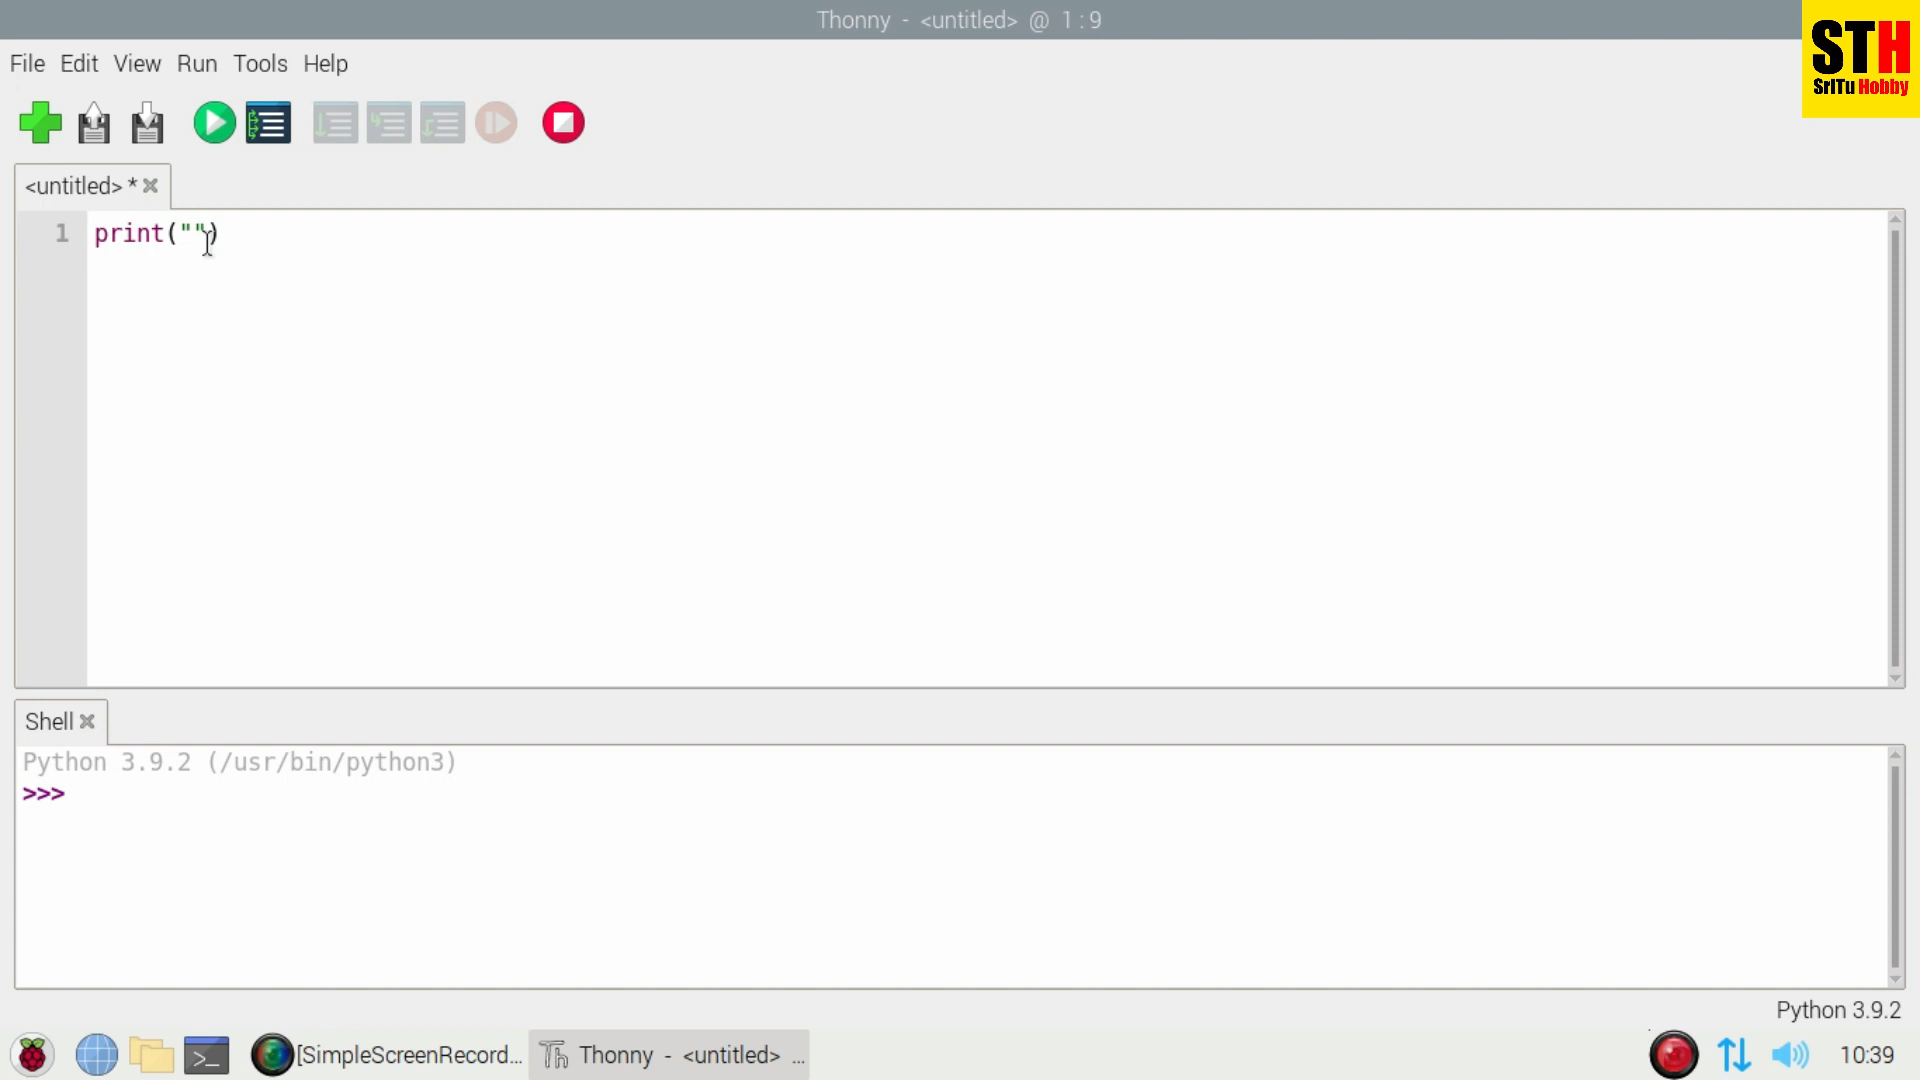 Thonny - <untitled> @ 1:9
STH
SriTu Hobby
File Edit View Run Tools Help
<untitled> *
1 print("")
Shell
Python 3.9.2 (/usr/bin/python3)
>>>
Python 3.9.2
[SimpleScreenRecord... Thonny - <untitled> ... 10:39